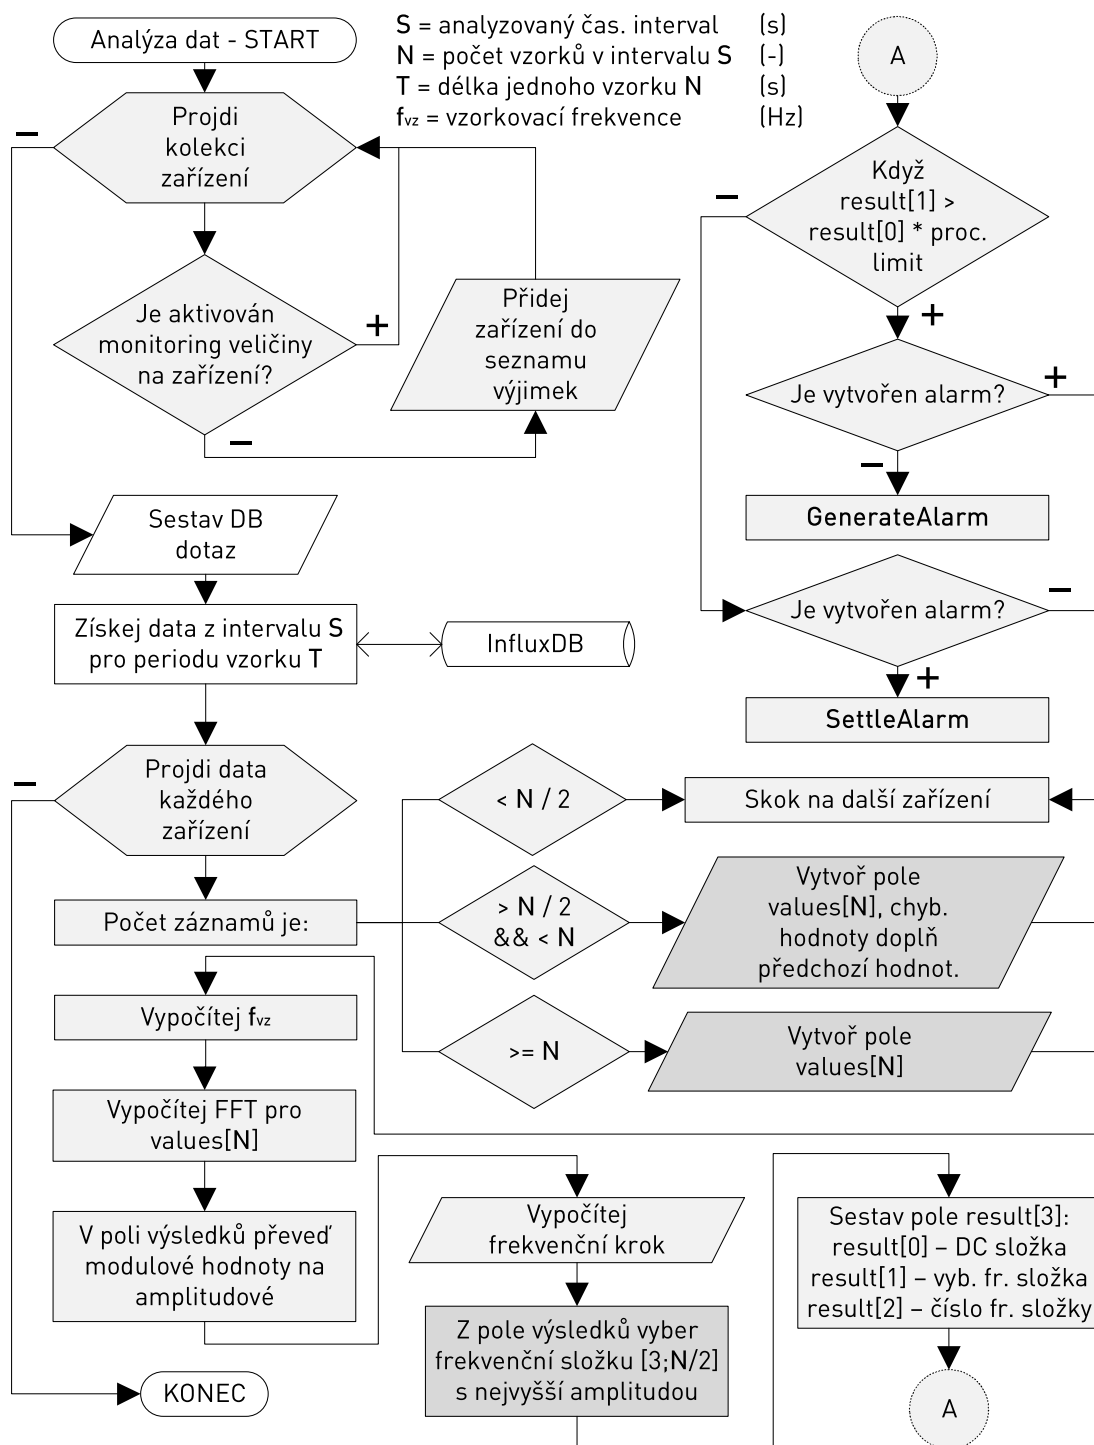 Analýza dat - START
S = analyzovaný čas. interval (s)
N = počet vzorků v intervalu S (-)
T = délka jednoho vzorku N (s)
fvz = vzorkovací frekvence (Hz)
Projdi
kolekci
zařízení
–
Je aktivován
monitoring veličiny
na zařízení?
+
–
Přidej
zařízení do
seznamu
výjimek
Sestav DB
dotaz
Získej data z intervalu S
pro periodu vzorku T
InfluxDB
Projdi data
každého
zařízení
–
Počet záznamů je:
< N / 2
Skok na další zařízení
> N / 2
&& < N
Vytvoř pole
values[N], chyb.
hodnoty doplň
předchozí hodnot.
>= N
Vytvoř pole
values[N]
Vypočítej fvz
Vypočítej FFT pro
values[N]
V poli výsledků převeď
modulové hodnoty na
amplitudové
Vypočítej
frekvenční krok
Z pole výsledků vyber
frekvenční složku [3;N/2]
s nejvyšší amplitudou
Sestav pole result[3]:
result[0] – DC složka
result[1] – vyb. fr. složka
result[2] – číslo fr. složky
A
KONEC
A
Když
result[1] >
result[0] * proc.
limit
–
+
Je vytvořen alarm?
+
–
GenerateAlarm
Je vytvořen alarm?
–
+
SettleAlarm